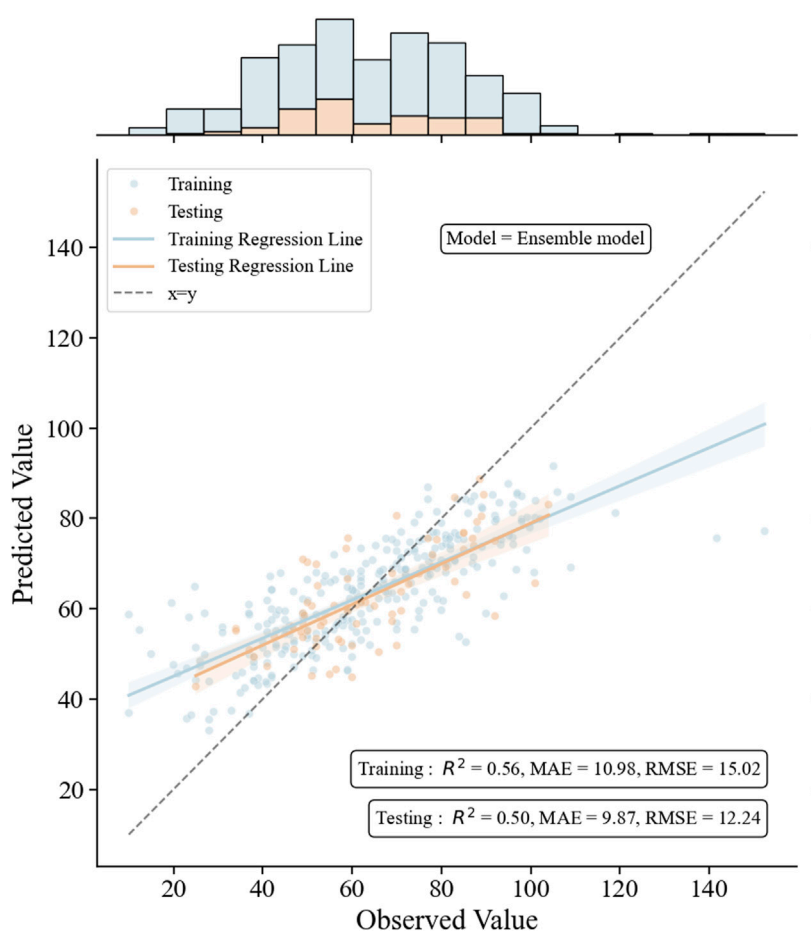 Training
Testing
Training Regression Line
Testing Regression Line
x=y
Model = Ensemble model
140
120
100
80
60
40
20
Predicted Value
Training : R² = 0.56, MAE = 10.98, RMSE = 15.02
Testing : R² = 0.50, MAE = 9.87, RMSE = 12.24
20 40 60 80 100 120 140
Observed Value